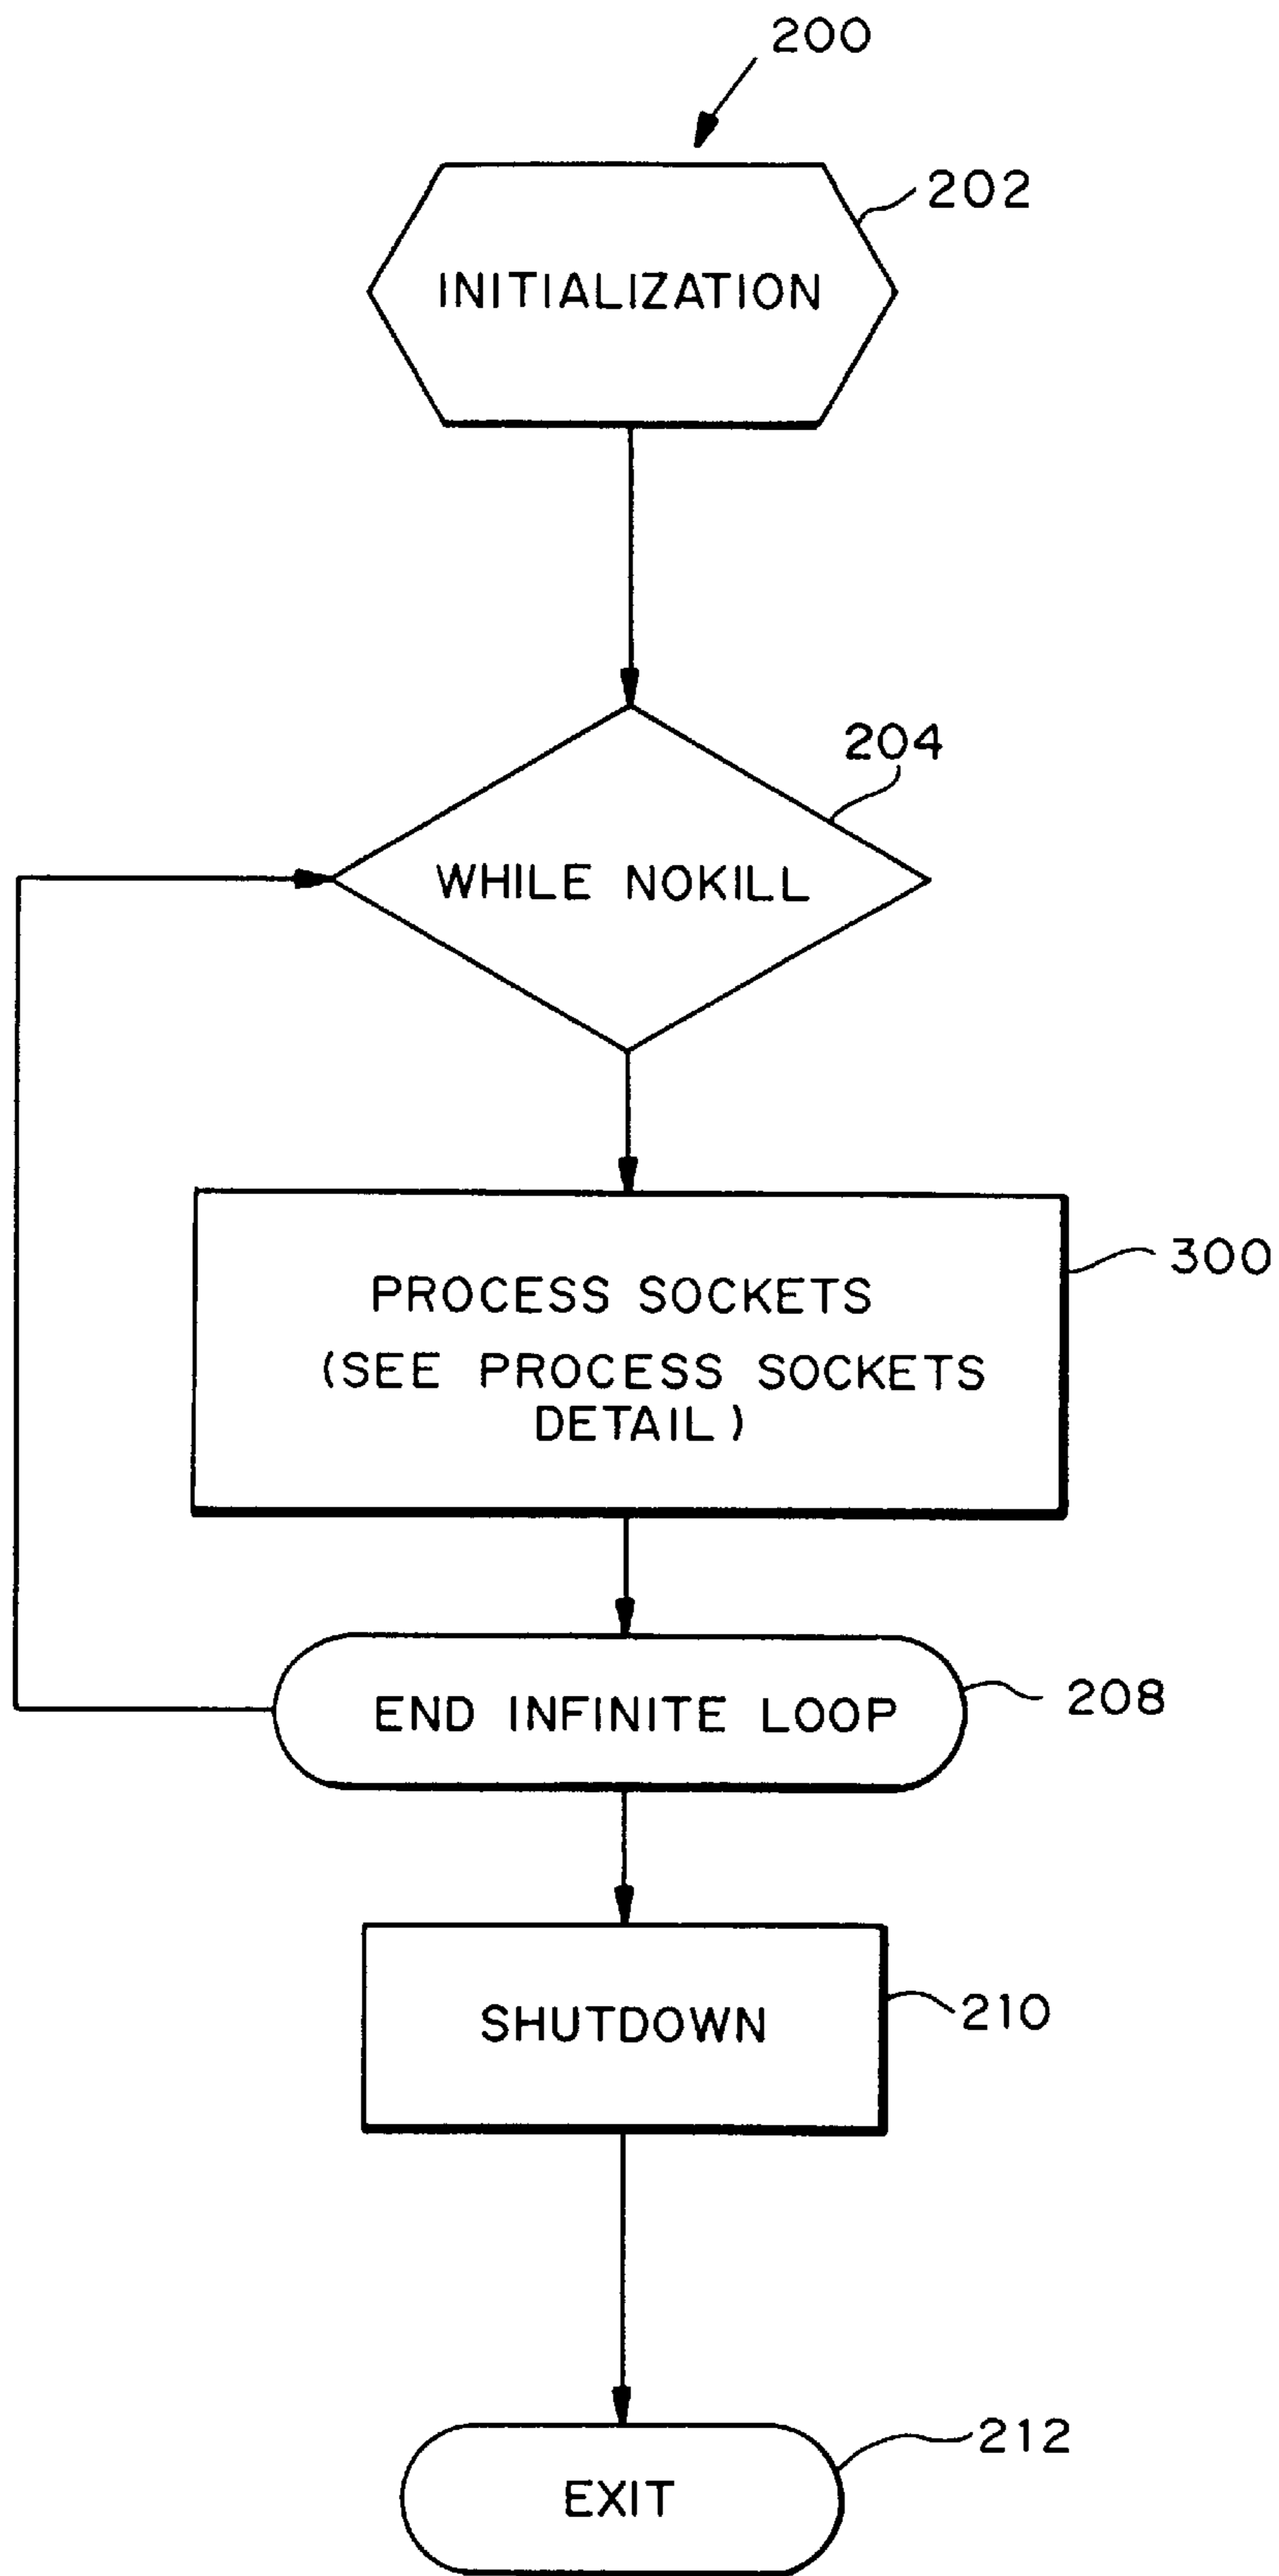 200
202
INITIALIZATION
204
WHILE NOKILL
300
PROCESS SOCKETS
(SEE PROCESS SOCKETS
DETAIL)
208
END INFINITE LOOP
210
SHUTDOWN
212
EXIT